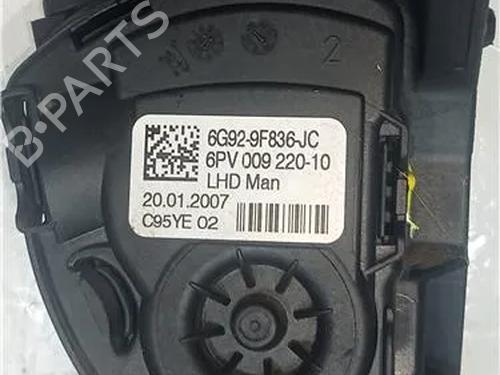 B-PARTS
2
6G92-9F836-JC
6PV 009 220-10
LHD Man
20.01.2007
C95YE 02